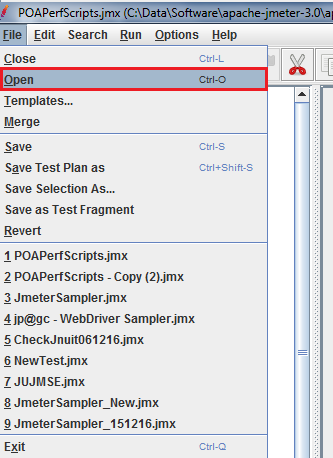 POAPerfScripts.jmx (C:\Data\Software\apache-jmeter-3.0\ap
File Edit Search Run Options Help
Close Ctrl-L
Open Ctrl-O
Templates...
Merge
Save Ctrl-S
Save Test Plan as Ctrl+Shift-S
Save Selection As...
Save as Test Fragment
Revert
1 POAPerfScripts.jmx
2 POAPerfScripts - Copy (2).jmx
3 JmeterSampler.jmx
4 jp@gc - WebDriver Sampler.jmx
5 CheckJnuit061216.jmx
6 NewTest.jmx
7 JUJMSE.jmx
8 JmeterSampler_New.jmx
9 JmeterSampler_151216.jmx
Exit Ctrl-Q